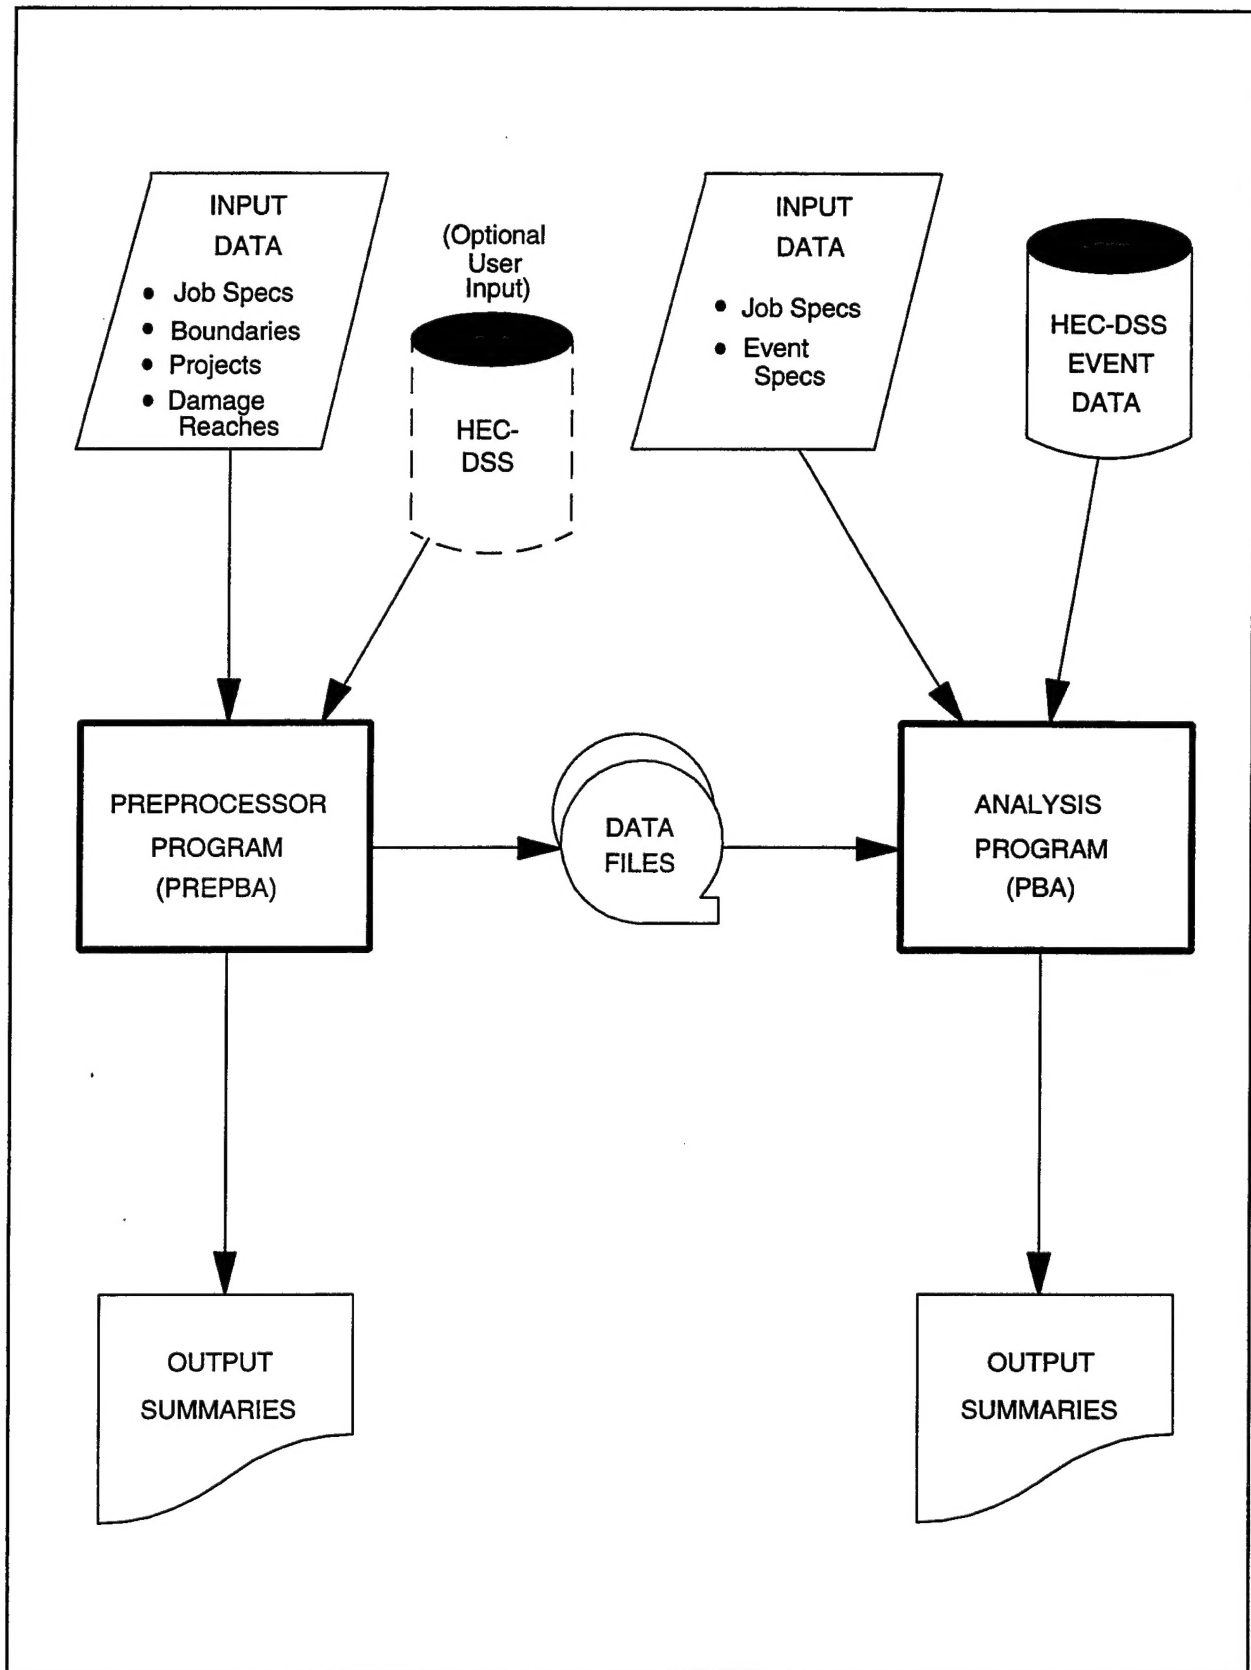 INPUT
DATA
• Job Specs
• Boundaries
• Projects
• Damage
Reaches
(Optional
User
Input)
HEC-
DSS
INPUT
DATA
• Job Specs
• Event
Specs
HEC-DSS
EVENT
DATA
PREPROCESSOR
PROGRAM
(PREPBA)
DATA
FILES
ANALYSIS
PROGRAM
(PBA)
OUTPUT
SUMMARIES
OUTPUT
SUMMARIES